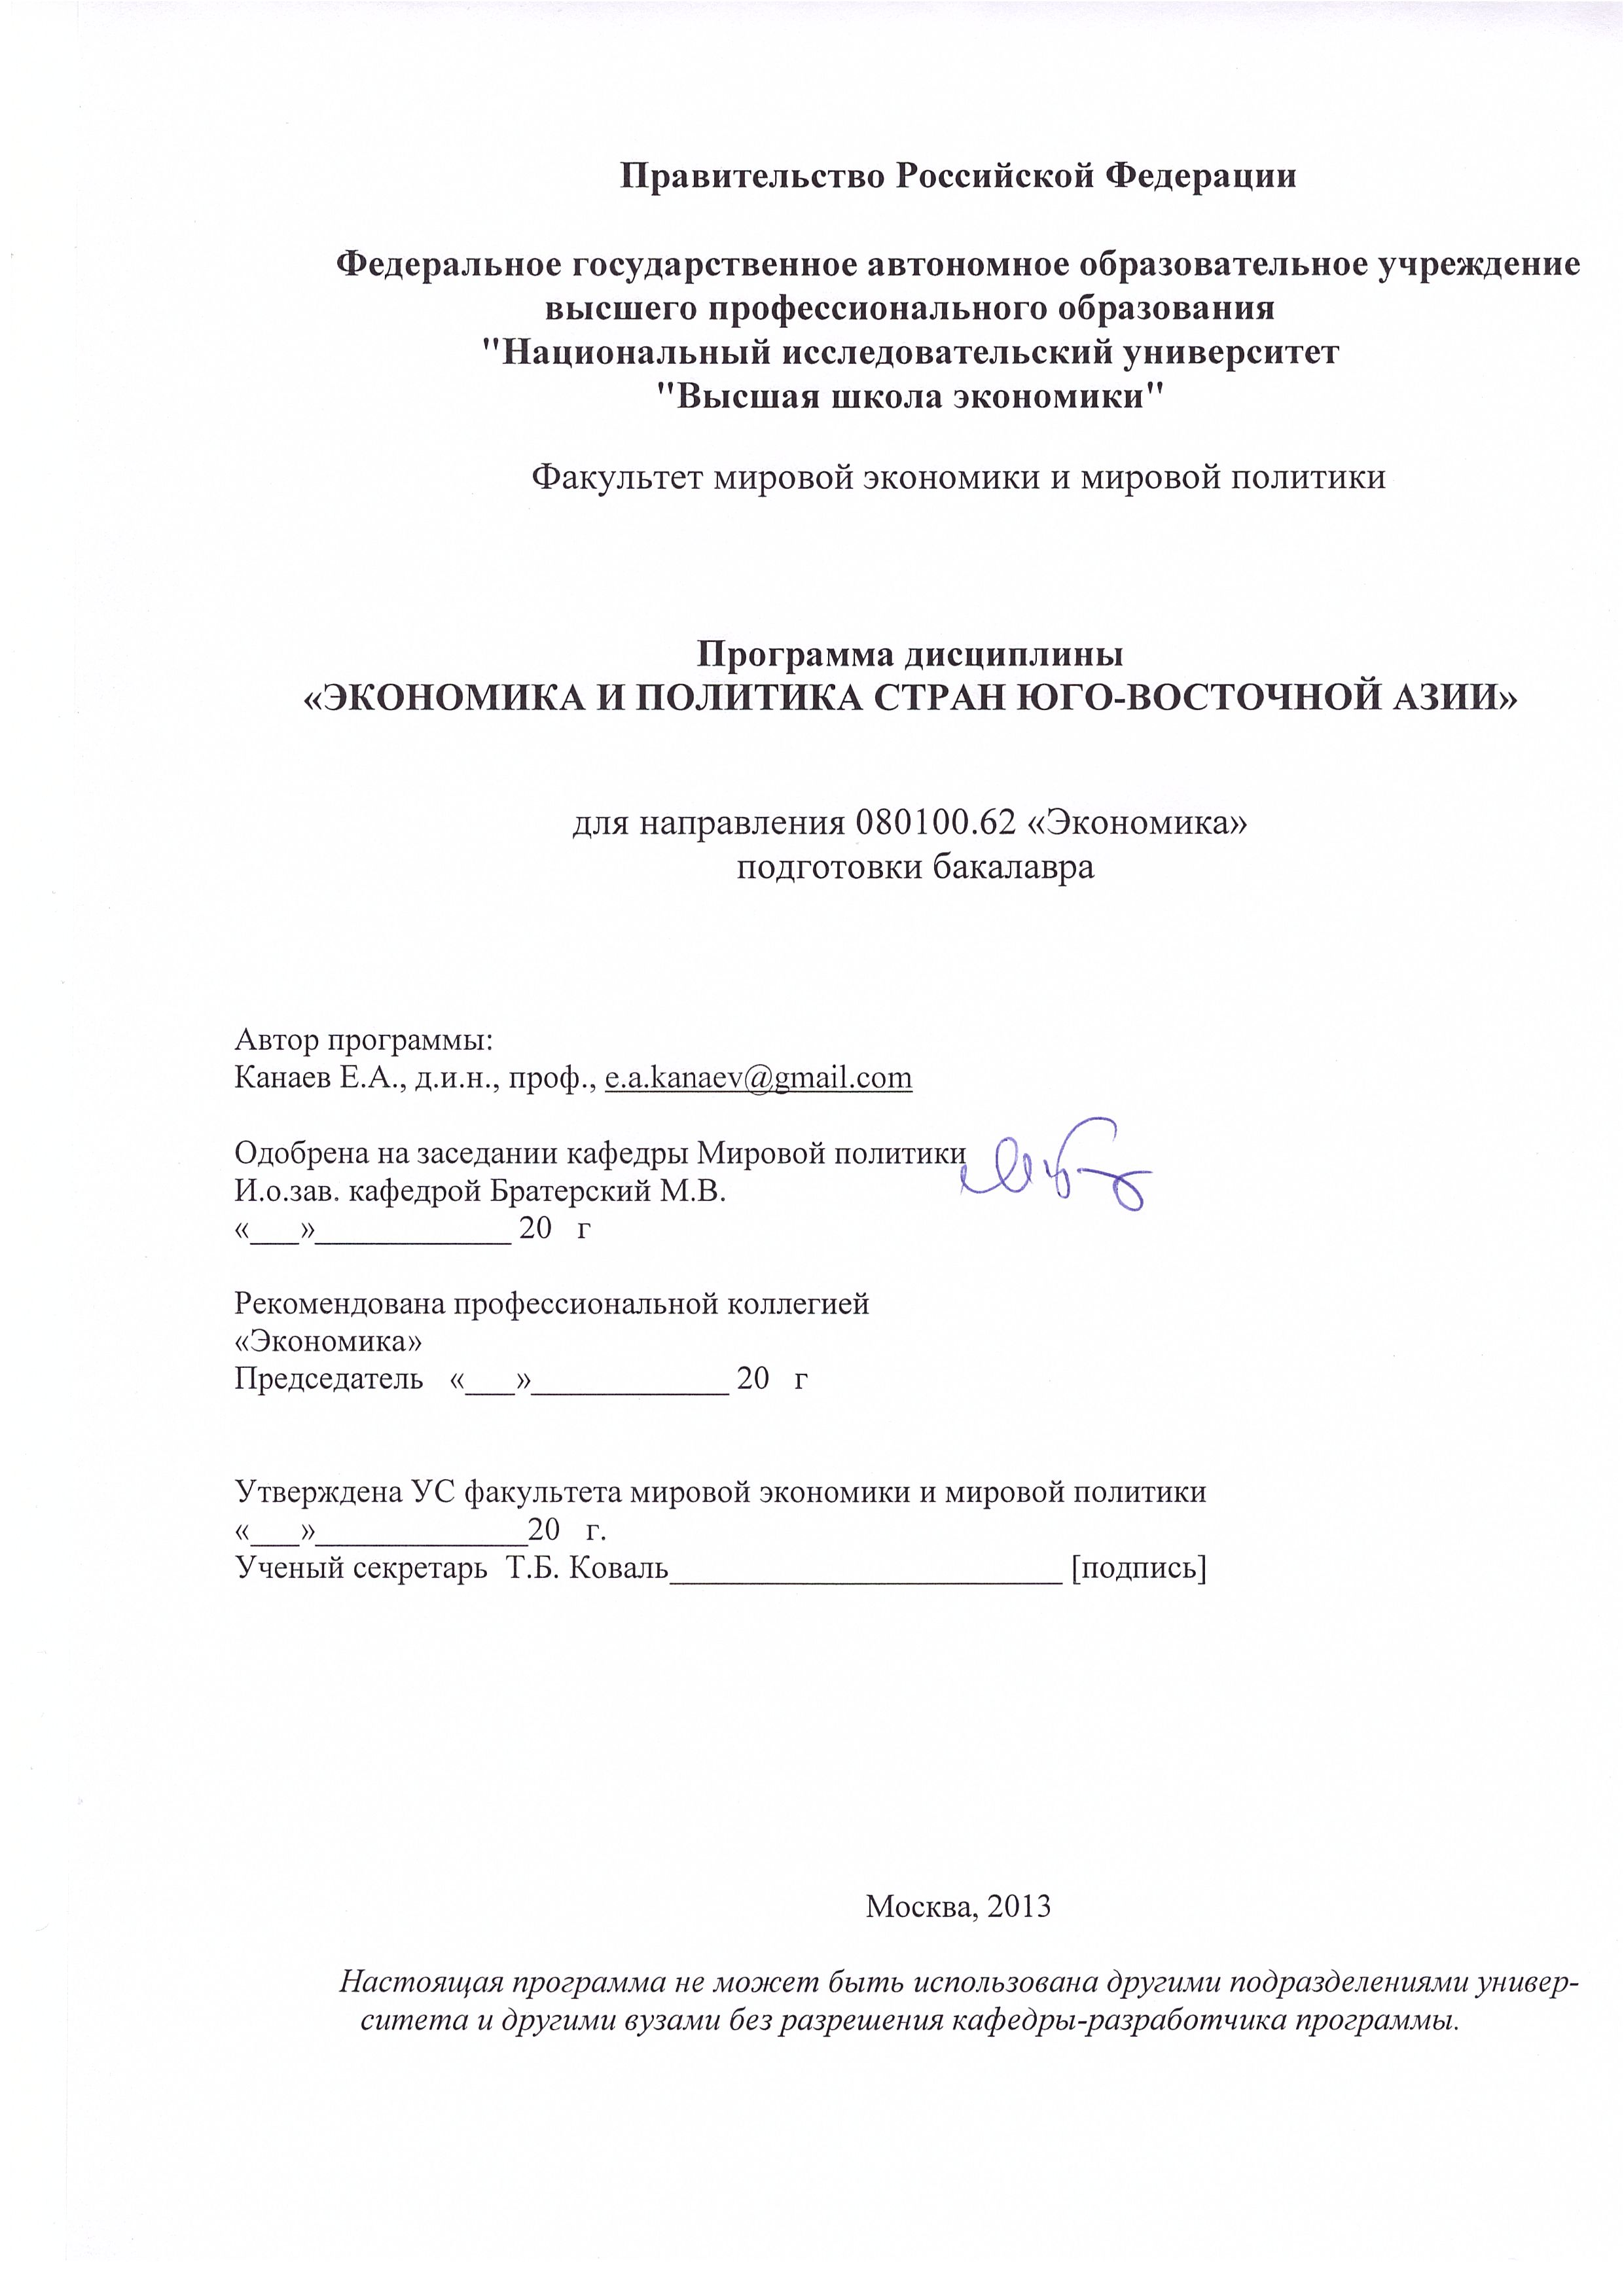 Правительство Российской Федерации
Федеральное государственное автономное образовательное учреждение
высшего профессионального образования
"Национальный исследовательский университет
"Высшая школа экономики"
Факультет мировой экономики и мировой политики
Программа дисциплины
«ЭКОНОМИКА И ПОЛИТИКА СТРАН ЮГО-ВОСТОЧНОЙ АЗИИ»
для направления 080100.62 «Экономика»
подготовки бакалавра
Автор программы:
Канаев Е.А., д.и.н., проф., e.a.kanaev@gmail.com
Одобрена на заседании кафедры Мировой политики
И.о.зав. кафедрой Братерский М.В.
«___»____________ 20 г
Рекомендована профессиональной коллегией
«Экономика»
Председатель «___»____________ 20 г
Утверждена УС факультета мировой экономики и мировой политики
«___»_____________20 г.
Ученый секретарь Т.Б. Коваль________________________ [подпись]
Москва, 2013
Настоящая программа не может быть использована другими подразделениями универ-
ситета и другими вузами без разрешения кафедры-разработчика программы.